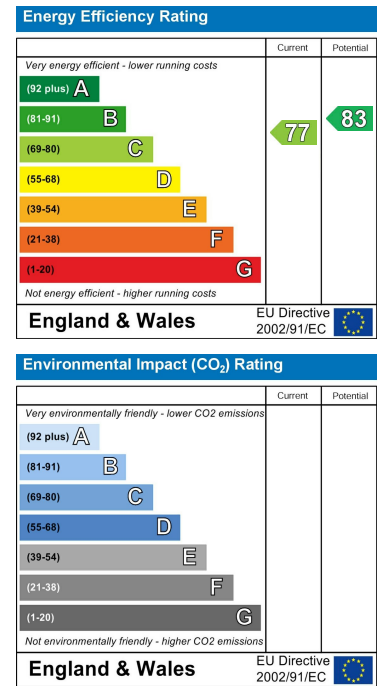 Energy Efficiency Rating
Current Potential
Very energy efficient - lower running costs
(92 plus) A
(81-91) B
(69-80) C
(55-68) D
(39-54) E
(21-38) F
(1-20) G
77
83
Not energy efficient - higher running costs
England & Wales
EU Directive
2002/91/EC
Environmental Impact (CO₂) Rating
Current Potential
Very environmentally friendly - lower CO2 emissions
(92 plus) A
(81-91) B
(69-80) C
(55-68) D
(39-54) E
(21-38) F
(1-20) G
Not environmentally friendly - higher CO2 emissions
England & Wales
EU Directive
2002/91/EC